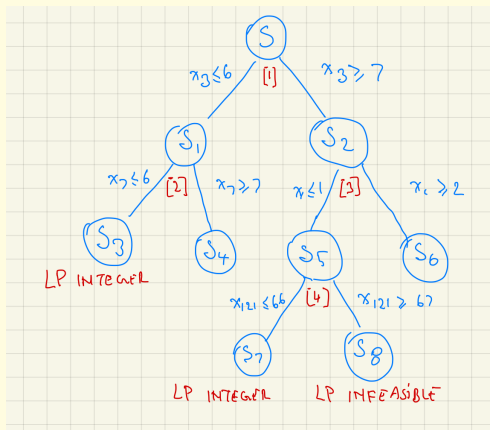 S
x3≤6 [1] x3≥7
S1 S2
x7≤6 [2] x7≥7 x1≤1 [3] x1≥2
S3 S4 S5 S6
LP INTEGER
x121≤66 [4] x121≥67
S7 S8
LP INTEGER LP INFEASIBLE